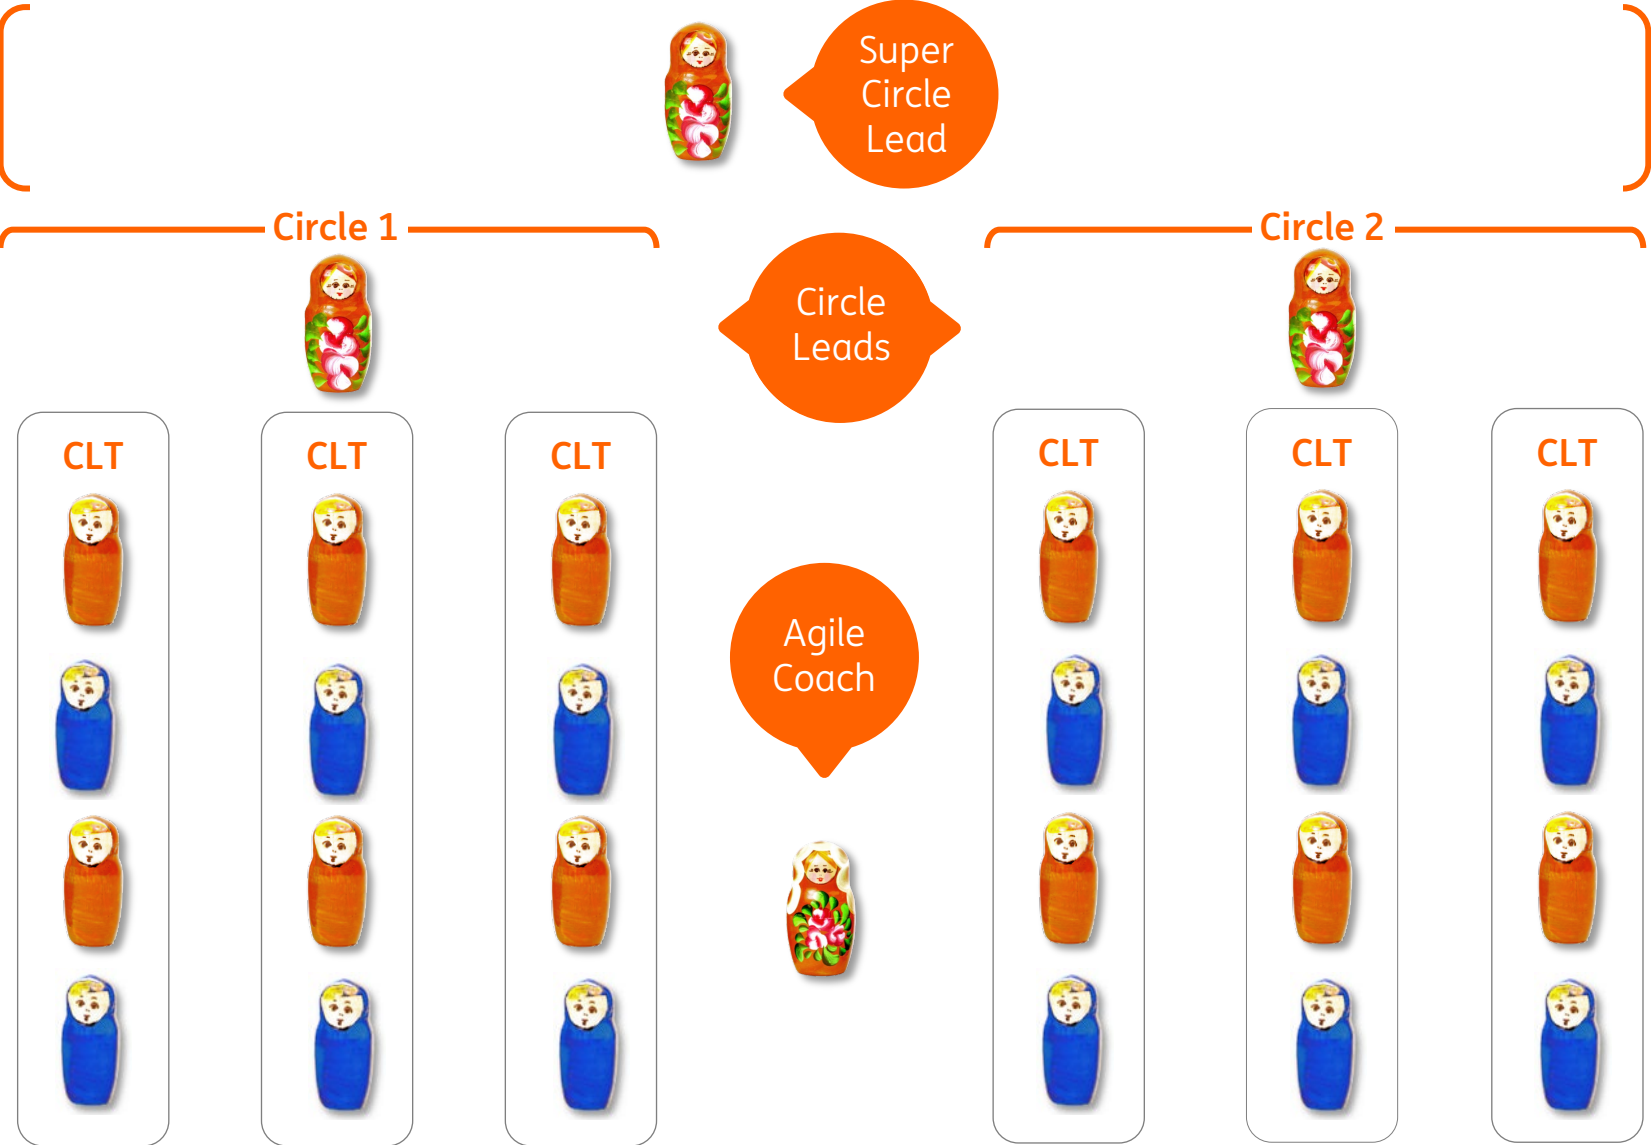 Super
Circle
Lead
Circle 1
Circle 2
Circle
Leads
CLT
CLT
CLT
CLT
CLT
CLT
Agile
Coach